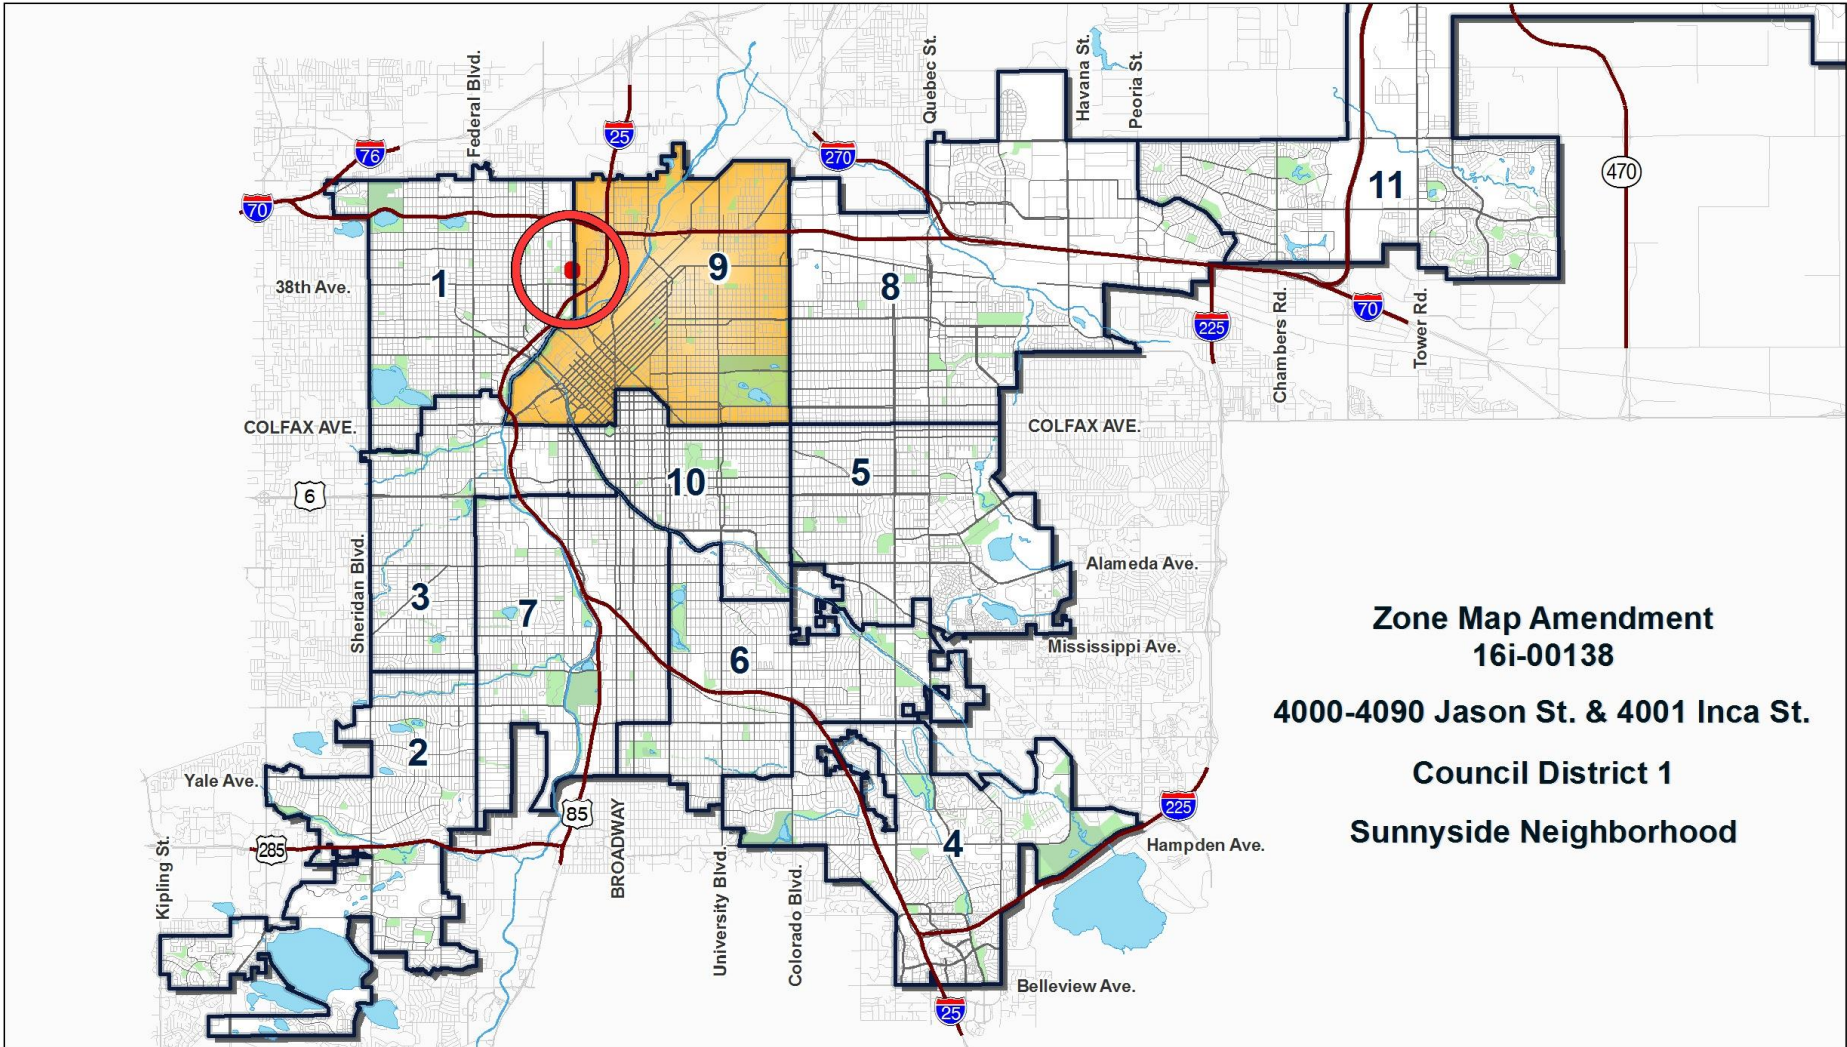 Federal Blvd.
Quebec St.
Havana St.
Peoria St.
25
76
270
70
470
11
9
1
38th Ave.
8
70
225
Chambers Rd.
Tower Rd.
COLFAX AVE.
COLFAX AVE.
10
5
6
Sheridan Blvd.
Alameda Ave.
3
7
Mississippi Ave.
6
2
Yale Ave.
85
225
285
BROADWAY
University Blvd.
Colorado Blvd.
4
Hampden Ave.
Kipling St.
Belleview Ave.
25
Zone Map Amendment
16i-00138
4000-4090 Jason St. & 4001 Inca St.
Council District 1
Sunnyside Neighborhood